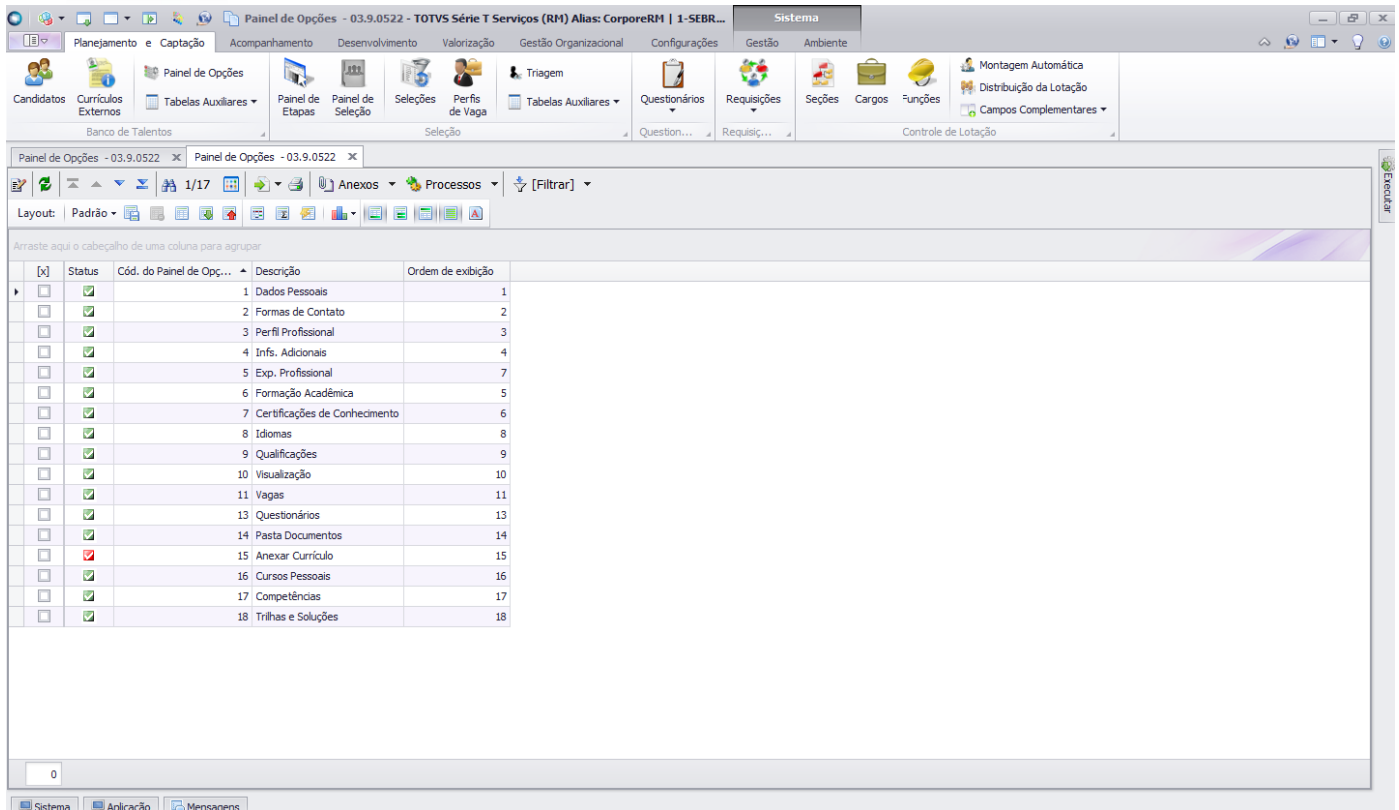 Painel de Opções - 03.9.0522 - TOTVS Série T Serviços (RM) Alias: CorporeRM | 1-SEBR...
Sistema
Planejamento e Captação Acompanhamento Desenvolvimento Valorização Gestão Organizacional Configurações Gestão Ambiente
Candidatos
Currículos Externos
Painel de Opções
Tabelas Auxiliares
Banco de Talentos
Painel de Etapas
Painel de Seleção
Seleções
Perfis de Vaga
Triagem
Tabelas Auxiliares
Seleção
Questionários
Question...
Requisições
Requisiç...
Seções
Cargos
Funções
Montagem Automática
Distribuição da Lotação
Campos Complementares
Controle de Lotação
Painel de Opções - 03.9.0522 Painel de Opções - 03.9.0522
1/17 Anexos Processos [Filtrar]
Layout: Padrão
Executar
Arraste aqui o cabeçalho de uma coluna para agrupar
[x] Status Cód. do Painel de Opç... Descrição Ordem de exibição
1 Dados Pessoais 1
2 Formas de Contato 2
3 Perfil Profissional 3
4 Infs. Adicionais 4
5 Exp. Profissional 7
6 Formação Acadêmica 5
7 Certificações de Conhecimento 6
8 Idiomas 8
9 Qualificações 9
10 Visualização 10
11 Vagas 11
13 Questionários 13
14 Pasta Documentos 14
15 Anexar Currículo 15
16 Cursos Pessoais 16
17 Competências 17
18 Trilhas e Soluções 18
0
Sistema Aplicação Mensagens